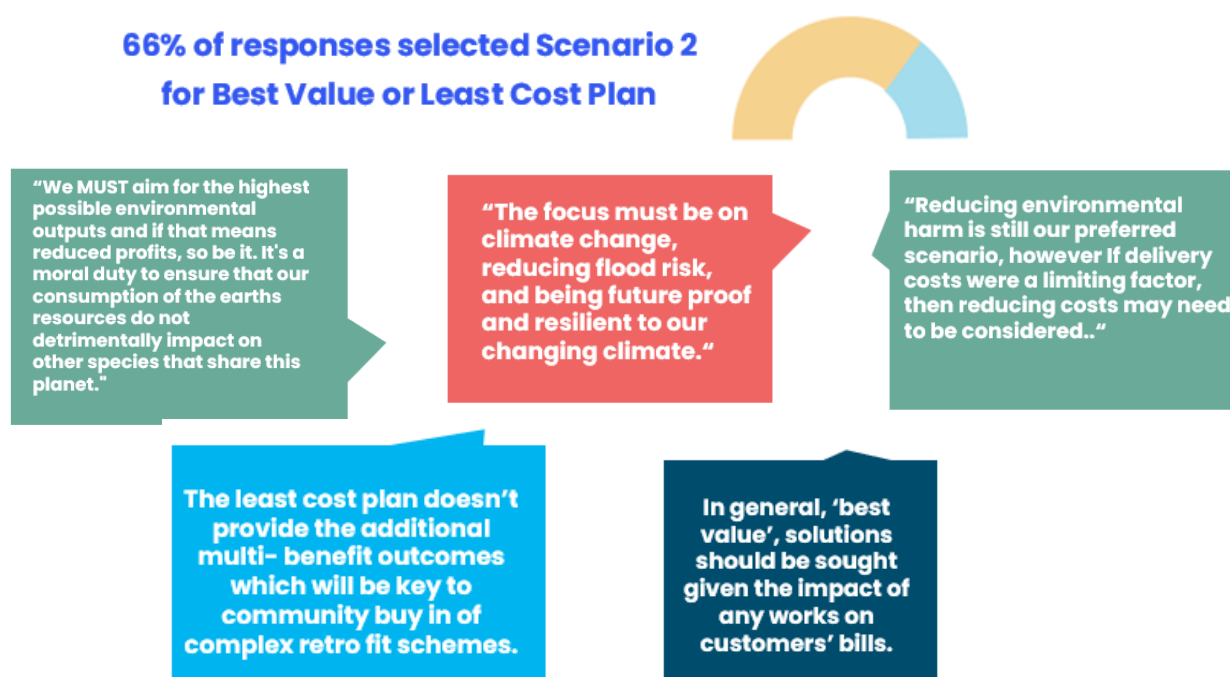 66% of responses selected Scenario 2
for Best Value or Least Cost Plan
“We MUST aim for the highest
possible environmental
outputs and if that means
reduced profits, so be it. It's a
moral duty to ensure that our
consumption of the earths
resources do not
detrimentally impact on
other species that share this
planet."
“The focus must be on
climate change,
reducing flood risk,
and being future proof
and resilient to our
changing climate.“
“Reducing environmental
harm is still our preferred
scenario, however If delivery
costs were a limiting factor,
then reducing costs may need
to be considered..“
The least cost plan doesn’t
provide the additional
multi- benefit outcomes
which will be key to
community buy in of
complex retro fit schemes.
In general, ‘best
value’, solutions
should be sought
given the impact of
any works on
customers’ bills.